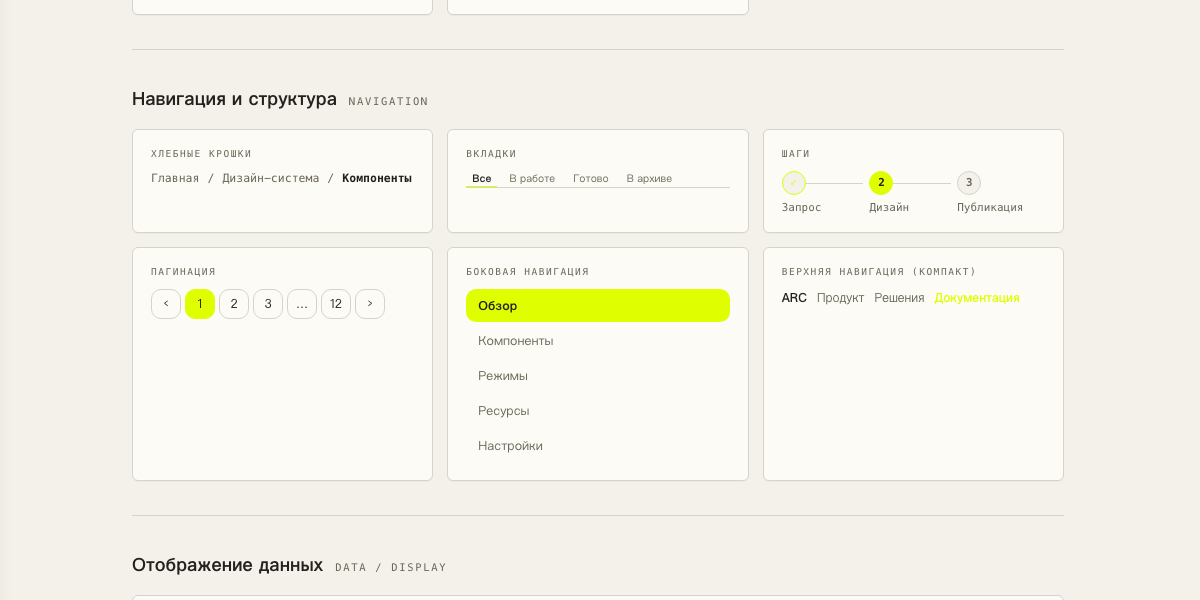 Навигация и структура NAVIGATION
ХЛЕБНЫЕ КРОШКИ
Главная / Дизайн-система / Компоненты
ВКЛАДКИ
Все В работе Готово В архиве
ШАГИ
✓ 2 3
Запрос Дизайн Публикация
ПАГИНАЦИЯ
‹ 1 2 3 … 12 ›
БОКОВАЯ НАВИГАЦИЯ
Обзор
Компоненты
Режимы
Ресурсы
Настройки
ВЕРХНЯЯ НАВИГАЦИЯ (КОМПАКТ)
ARC Продукт Решения Документация
Отображение данных DATA / DISPLAY